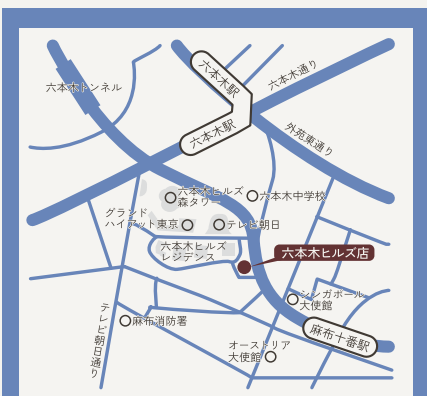 六本木トンネル
六本木駅
六本木通り
六本木駅
外苑東通り
六本木ヒルズ
森タワー
六本木中学校
グランド
ハイアット東京
テレビ朝日
六本木ヒルズ
レジデンス
六本木ヒルズ店
シンガポール
大使館
テレビ朝日通り
麻布消防署
麻布十番駅
オーストリア
大使館